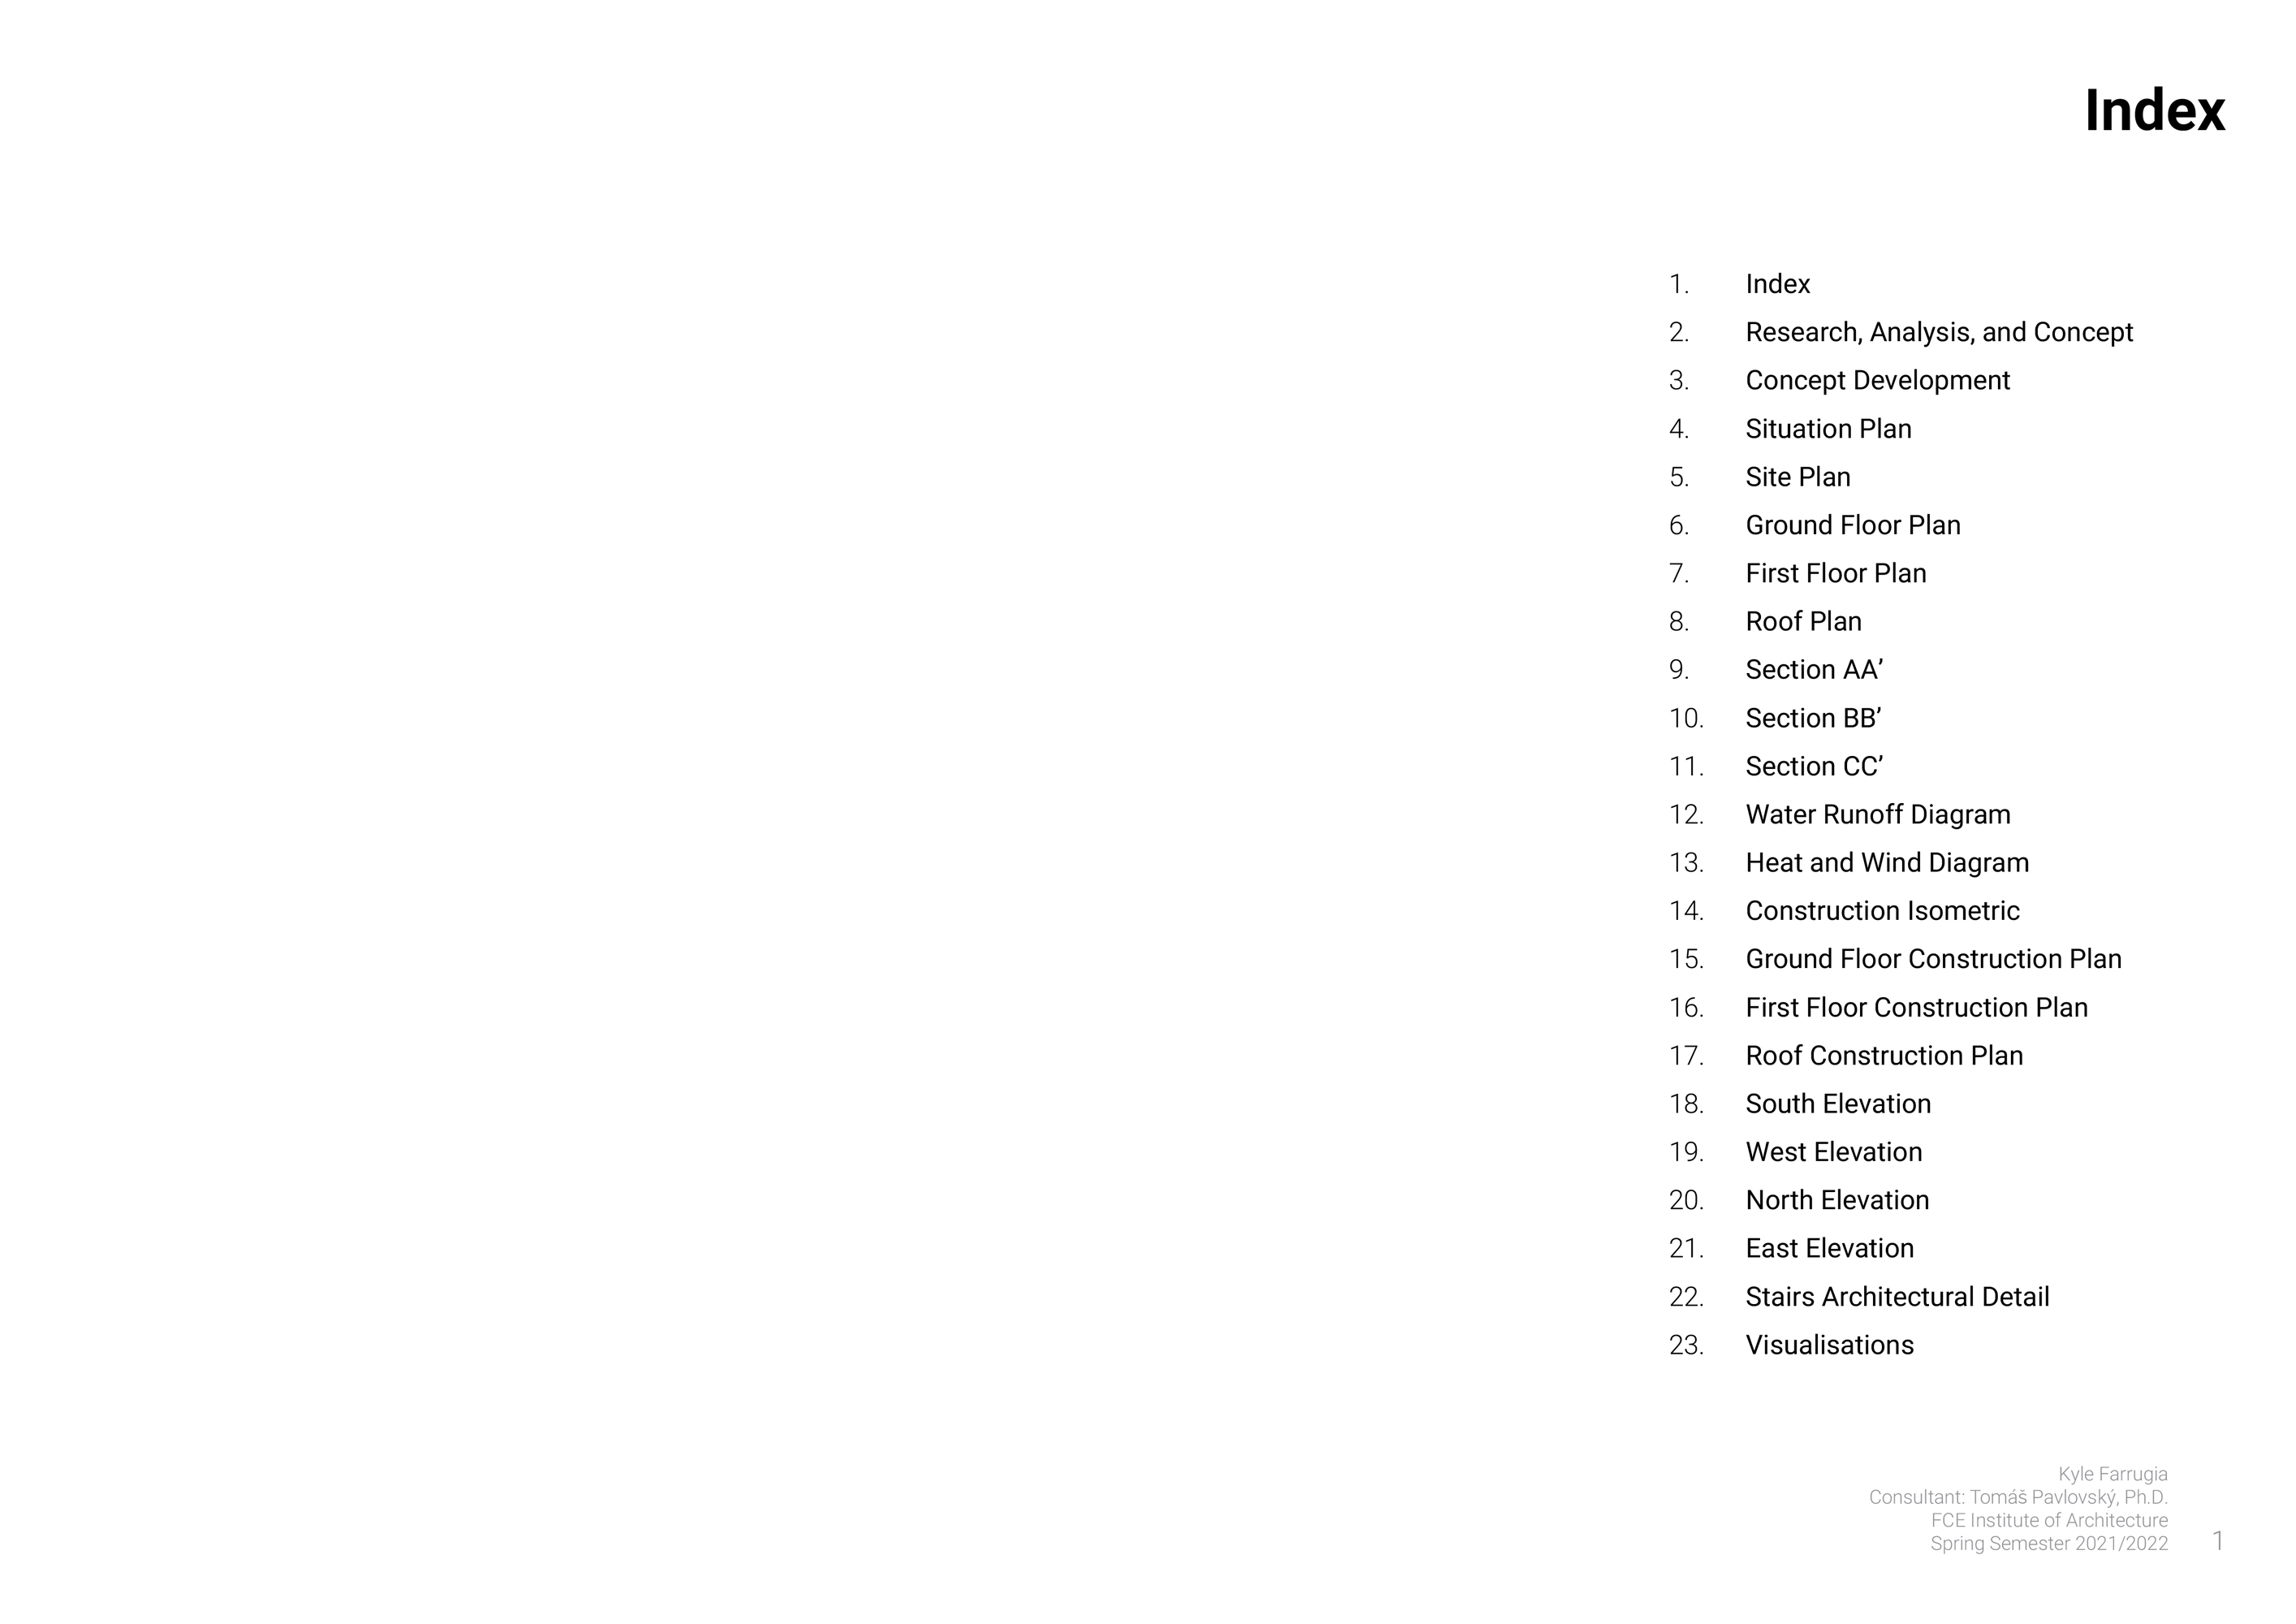 Index
1. Index
2. Research, Analysis, and Concept
3. Concept Development
4. Situation Plan
5. Site Plan
6. Ground Floor Plan
7. First Floor Plan
8. Roof Plan
9. Section AA’
10. Section BB’
11. Section CC’
12. Water Runoff Diagram
13. Heat and Wind Diagram
14. Construction Isometric
15. Ground Floor Construction Plan
16. First Floor Construction Plan
17. Roof Construction Plan
18. South Elevation
19. West Elevation
20. North Elevation
21. East Elevation
22. Stairs Architectural Detail
23. Visualisations
Kyle Farrugia
Consultant: Tomáš Pavlovský, Ph.D.
FCE Institute of Architecture
Spring Semester 2021/2022
1